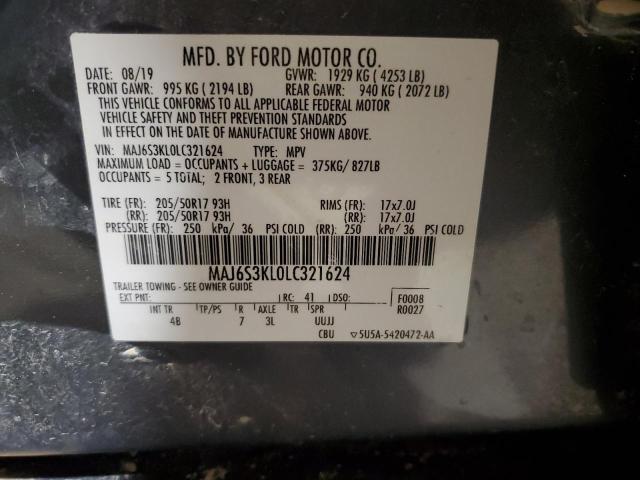 MFD. BY FORD MOTOR CO.
DATE: 08/19 GVWR: 1929 KG ( 4253 LB)
FRONT GAWR: 995 KG ( 2194 LB) REAR GAWR: 940 KG ( 2072 LB)
THIS VEHICLE CONFORMS TO ALL APPLICABLE FEDERAL MOTOR
VEHICLE SAFETY AND THEFT PREVENTION STANDARDS
IN EFFECT ON THE DATE OF MANUFACTURE SHOWN ABOVE.
VIN: MAJ6S3KL0LC321624 TYPE: MPV
MAXIMUM LOAD = OCCUPANTS + LUGGAGE = 375KG/ 827LB
OCCUPANTS = 5 TOTAL; 2 FRONT, 3 REAR
TIRE (FR): 205/50R17 93H RIMS (FR): 17x7.0J
(RR): 205/50R17 93H (RR): 17x7.0J
PRESSURE (FR): 250 kPa/ 36 PSI COLD (RR): 250 kPa/ 36 PSI COLD
MAJ6S3KL0LC321624
TRAILER TOWING - SEE OWNER GUIDE
EXT PNT: RC: 41 DSO: F0008
R0027
INT TR TP/PS R AXLE TR SPR
4B 7 3L UUJJ
CBU ▽5U5A-5420472-AA